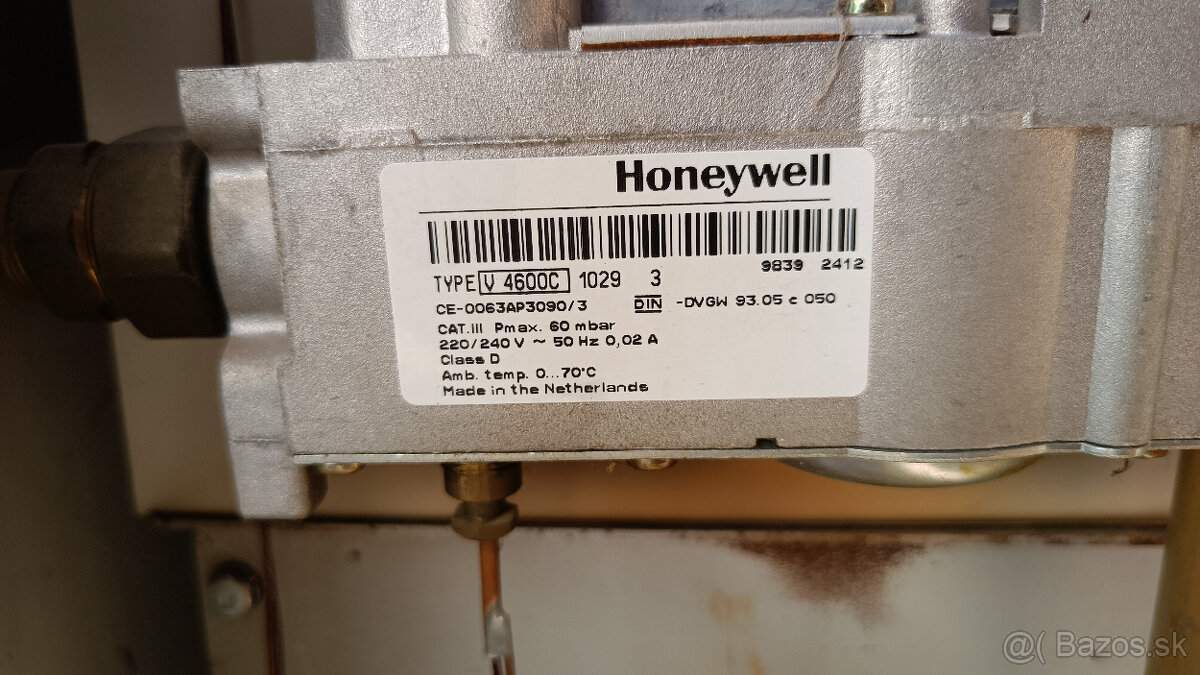 Honeywell
9839 2412
TYPE V 4600C 1029 3
CE-0063AP3090/3 DIN -DVGW 93.05 c 050
CAT.III Pmax. 60 mbar
220/240 V ~ 50 Hz 0,02 A
Class D
Amb. temp. 0...70°C
Made in the Netherlands
@( Bazos.sk